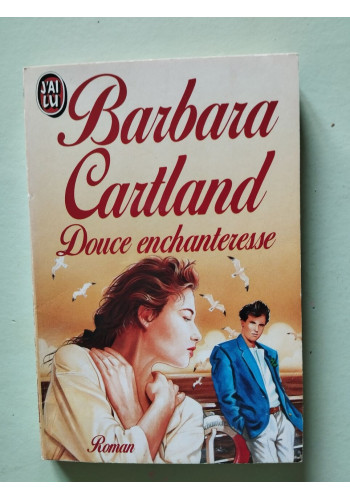 J'AI
LU
Barbara
Cartland
Douce enchanteresse
Roman